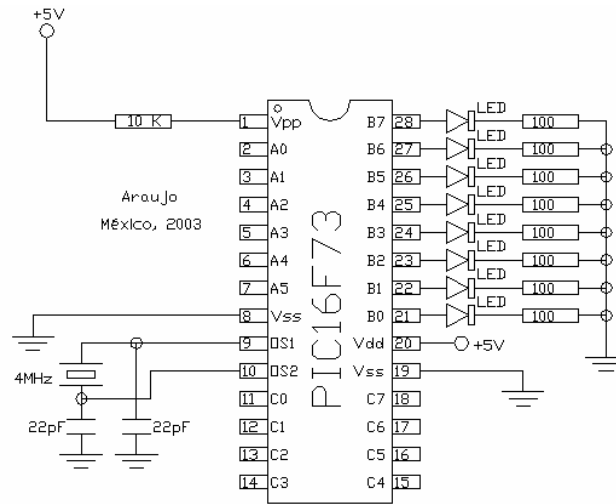 +5V
10 K
Araujo
México, 2003
4MHz
22pF
22pF
PIC16F73
1 Vpp
2 A0
3 A1
4 A2
5 A3
6 A4
7 A5
8 Vss
9 OS1
10 OS2
11 C0
12 C1
13 C2
14 C3
B7 28 LED 100
B6 27 LED 100
B5 26 LED 100
B4 25 LED 100
B3 24 LED 100
B2 23 LED 100
B1 22 LED 100
B0 21 LED 100
Vdd 20 +5V
Vss 19
C7 18
C6 17
C5 16
C4 15